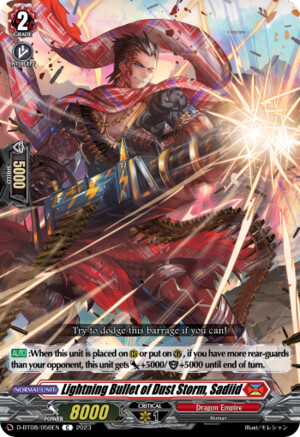 2
GRADE
INTERCEPT
5000
SHIELD
Try to dodge this barrage if you can!
AUTO :When this unit is placed on RC or put on GC, if you have more rear-guards
than your opponent, this unit gets +5000/ +5000 until end of turn.
NORMAL UNIT
Lightning Bullet of Dust Storm, Sadiid
D-BT08/056EN C 2023
POWER 8000
CRITICAL
1
Dragon Empire
Human
illust/モレシャン